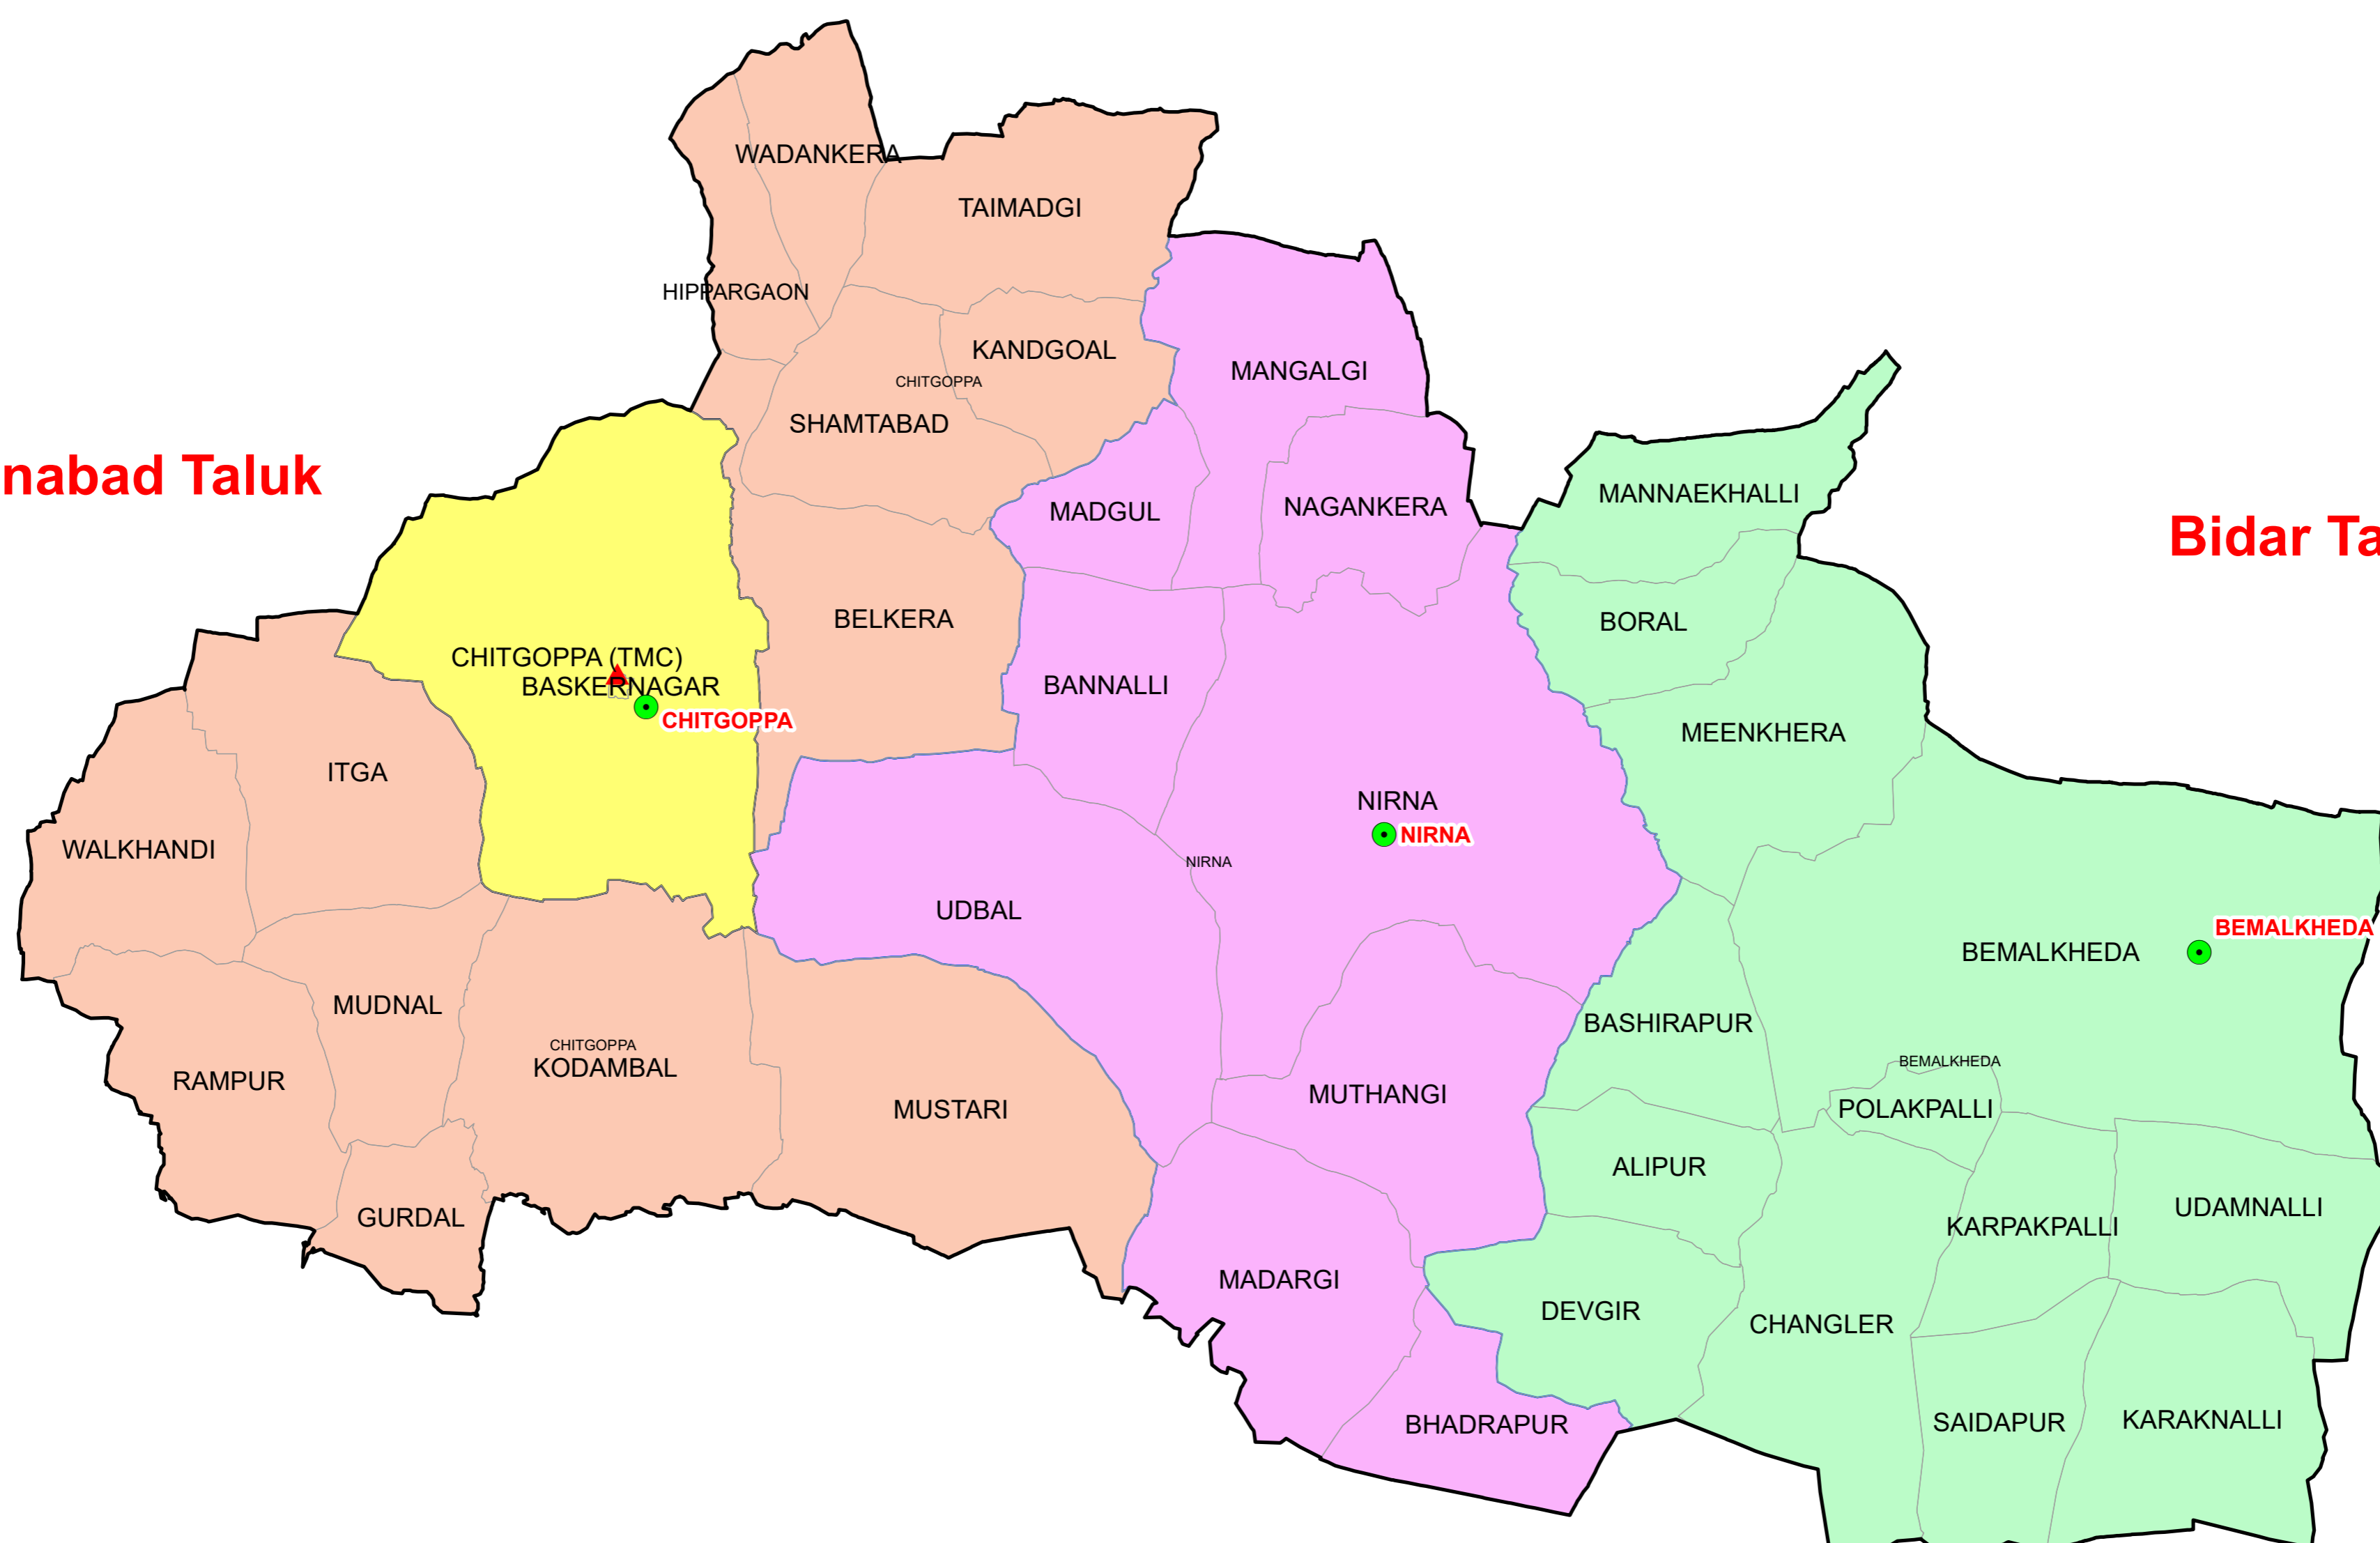 WADANKERA
TAIMADGI
HIPPARGAON
KANDGOAL
MANGALGI
CHITGOPPA
SHAMTABAD
nabad Taluk
MANNAEKHALLI
NAGANKERA
MADGUL
Bidar Ta
BELKERA
BORAL
CHITGOPPA (TMC)
BASKERNAGAR
BANNALLI
CHITGOPPA
MEENKHERA
ITGA
NIRNA
NIRNA
WALKHANDI
NIRNA
UDBAL
BEMALKHEDA
BEMALKHEDA
MUDNAL
BASHIRAPUR
CHITGOPPA
KODAMBAL
BEMALKHEDA
RAMPUR
MUTHANGI
MUSTARI
POLAKPALLI
ALIPUR
UDAMNALLI
GURDAL
KARPAKPALLI
MADARGI
DEVGIR
CHANGLER
BHADRAPUR
SAIDAPUR
KARAKNALLI